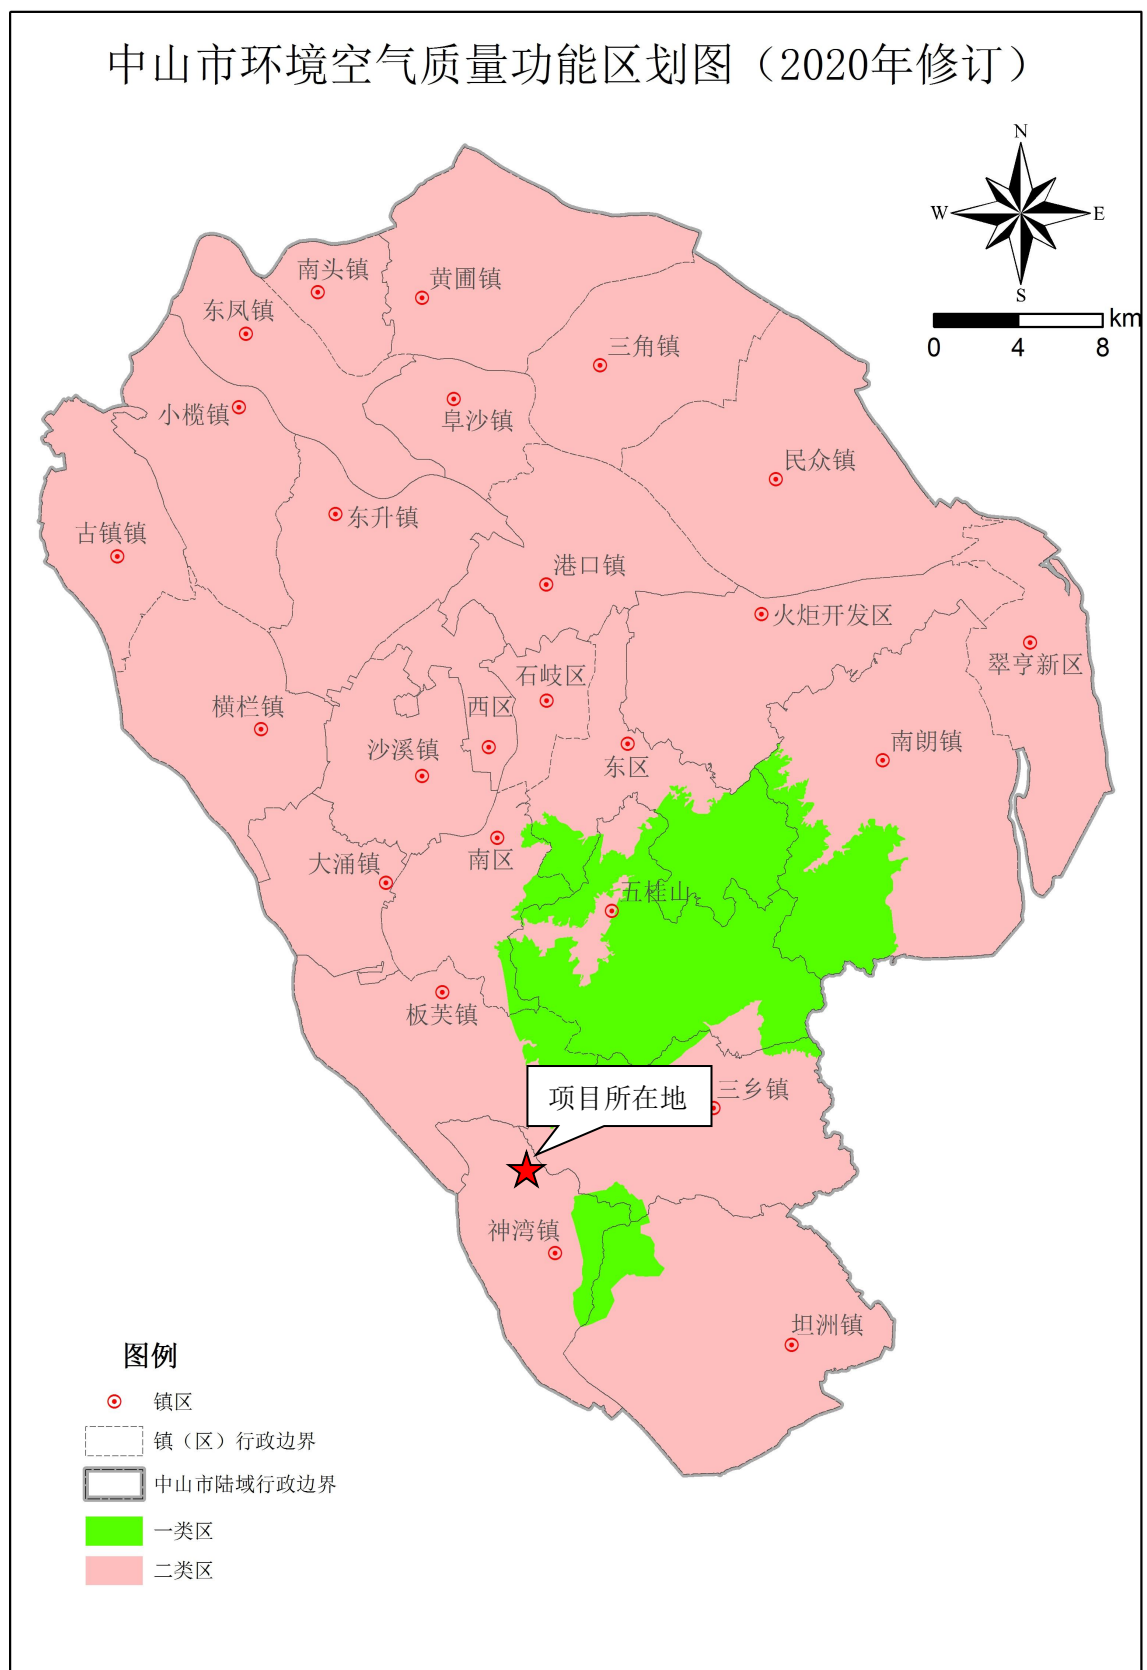 中山市环境空气质量功能区划图（2020年修订）
N
W
E
S
km
0
4
8
南头镇
黄圃镇
东凤镇
三角镇
小榄镇
阜沙镇
民众镇
东升镇
古镇镇
港口镇
火炬开发区
翠亨新区
石岐区
西区
横栏镇
沙溪镇
东区
南朗镇
南区
大涌镇
五桂山
板芙镇
项目所在地
三乡镇
神湾镇
坦洲镇
图例
镇区
镇（区）行政边界
中山市陆域行政边界
一类区
二类区